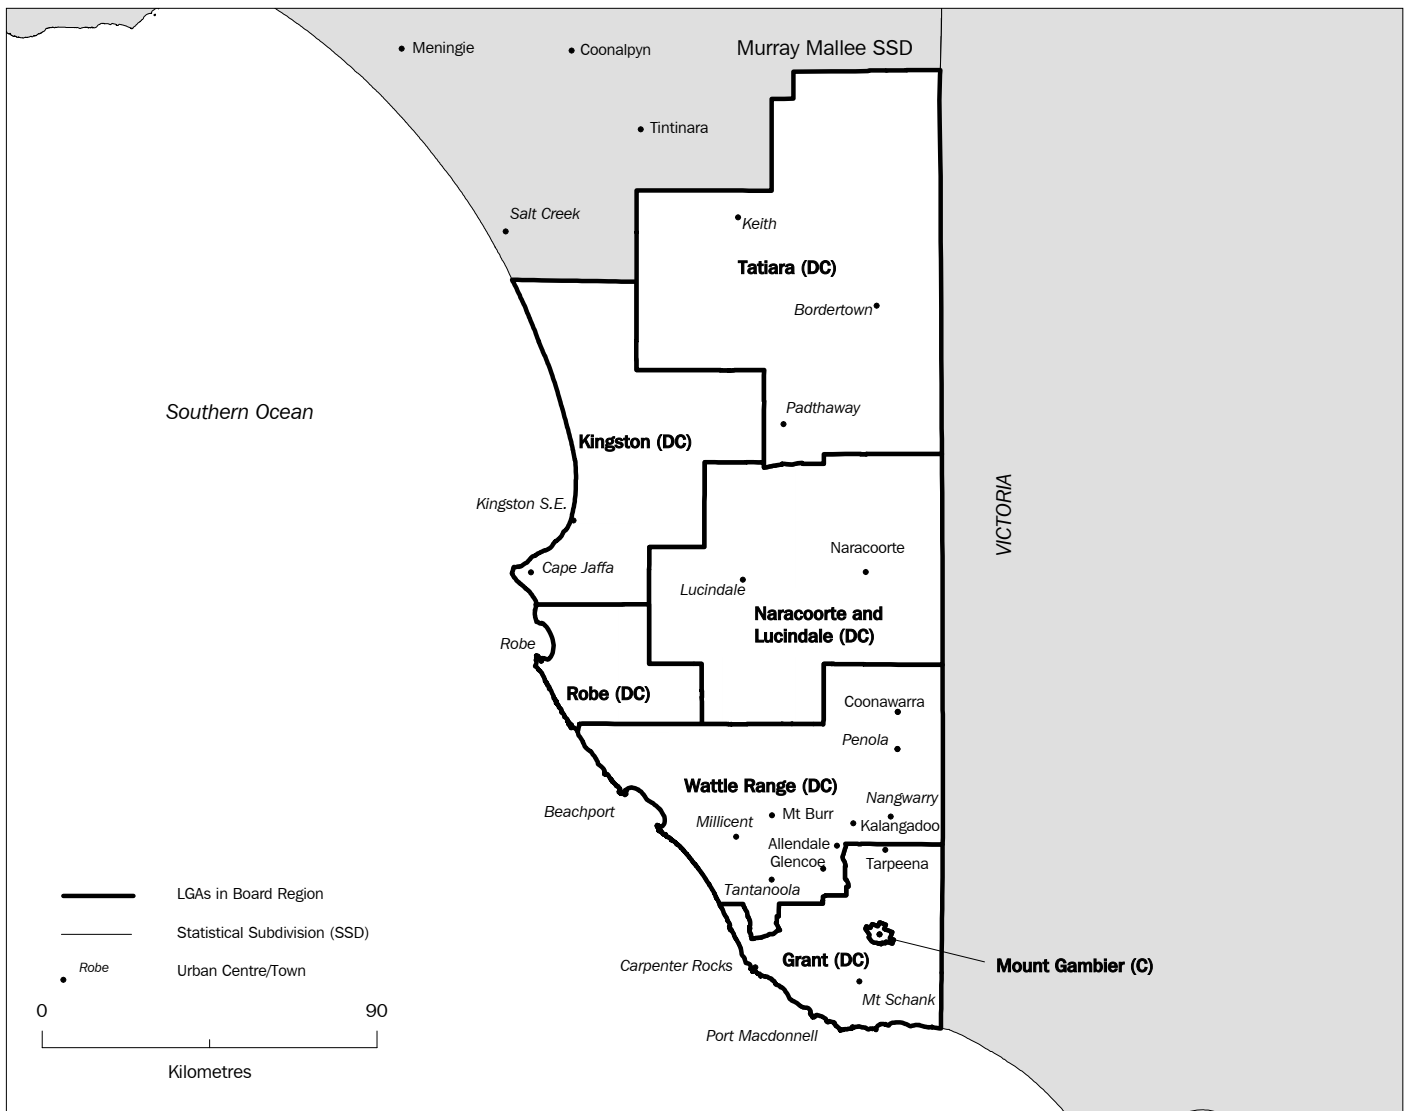 Murray Mallee SSD
Meningie
Coonalpyn
Tintinara
Salt Creek
Keith
Tatiara (DC)
Bordertown
Padthaway
Southern Ocean
Kingston (DC)
VICTORIA
Kingston S.E.
Naracoorte
Cape Jaffa
Lucindale
Naracoorte and
Lucindale (DC)
Robe
Robe (DC)
Coonawarra
Penola
Wattle Range (DC)
Nangwarry
Beachport
Mt Burr
Millicent
Kalangadoo
Allendale
Glencoe
Tarpeena
Tantanoola
Grant (DC)
Carpenter Rocks
Mount Gambier (C)
Mt Schank
Port Macdonnell
LGAs in Board Region
Statistical Subdivision (SSD)
Robe
Urban Centre/Town
0 90
Kilometres